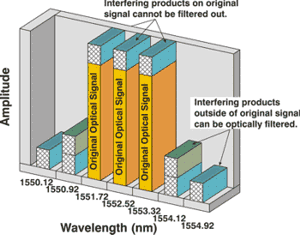 Interfering products on original
signal cannot be filtered out.
Amplitude
Original Optical Signal
Original Optical Signal
Original Optical Signal
Interfering products
outside of original signal
can be optically filtered.
1550.12
1550.92
1551.72
1552.52
1553.32
1554.12
1554.92
Wavelength (nm)